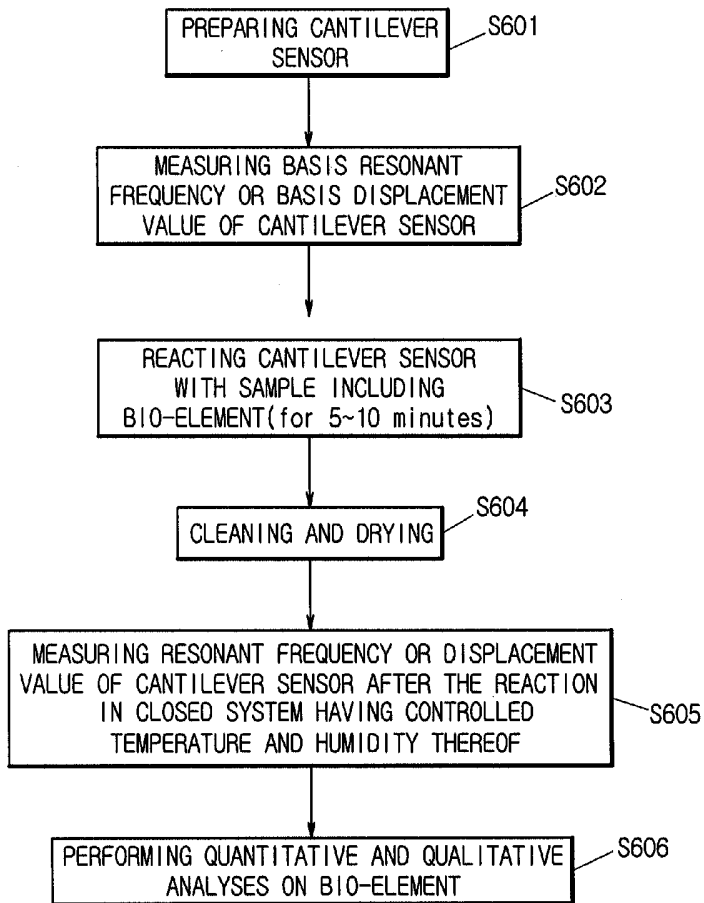 PREPARING CANTILEVER
SENSOR
S601
MEASURING BASIS RESONANT
FREQUENCY OR BASIS DISPLACEMENT
VALUE OF CANTILEVER SENSOR
S602
REACTING CANTILEVER SENSOR
WITH SAMPLE INCLUDING
BIO-ELEMENT(for 5~10 minutes)
S603
CLEANING AND DRYING
S604
MEASURING RESONANT FREQUENCY OR DISPLACEMENT
VALUE OF CANTILEVER SENSOR AFTER THE REACTION
IN CLOSED SYSTEM HAVING CONTROLLED
TEMPERATURE AND HUMIDITY THEREOF
S605
PERFORMING QUANTITATIVE AND QUALITATIVE
ANALYSES ON BIO-ELEMENT
S606